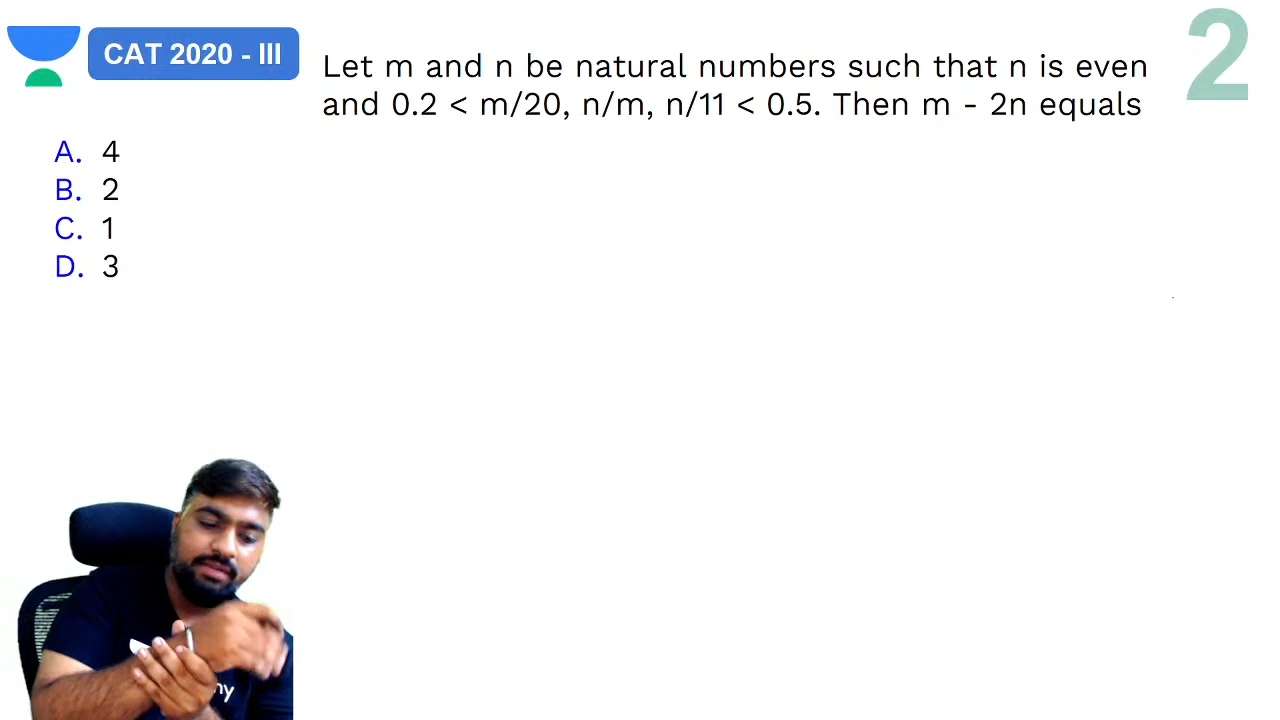 CAT 2020 - III
2
Let m and n be natural numbers such that n is even
and 0.2 < m/20, n/m, n/11 < 0.5. Then m - 2n equals
A. 4
B. 2
C. 1
D. 3
ny